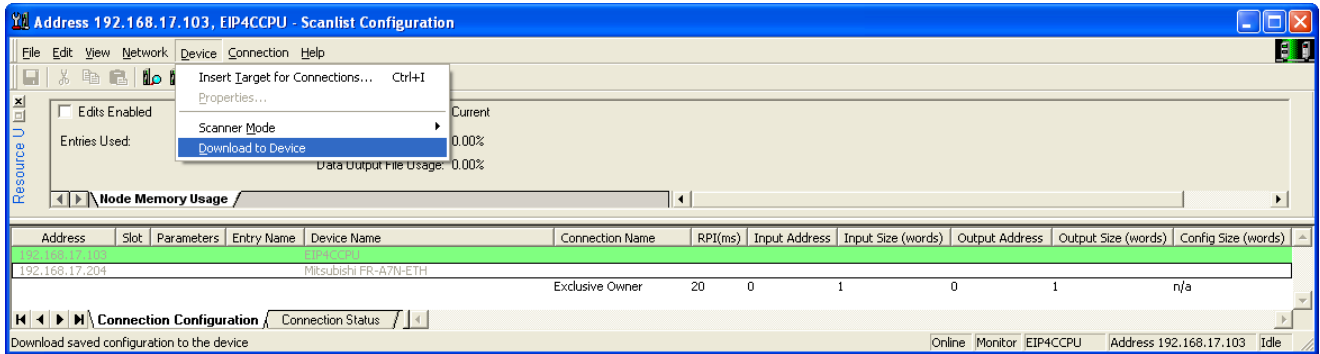 Address 192.168.17.103, EIP4CCPU - Scanlist Configuration
File Edit View Network Device Connection Help
Insert Target for Connections... Ctrl+I
Properties...
Scanner Mode
Download to Device
Resource U
Edits Enabled Current
Entries Used: 0.00%
Data Output File Usage: 0.00%
Node Memory Usage
Address Slot Parameters Entry Name Device Name Connection Name RPI(ms) Input Address Input Size (words) Output Address Output Size (words) Config Size (words)
192.168.17.103 EIP4CCPU
192.168.17.204 Mitsubishi FR-A7N-ETH
Exclusive Owner 20 0 1 0 1 n/a
Connection Configuration Connection Status
Download saved configuration to the device Online Monitor EIP4CCPU Address 192.168.17.103 Idle